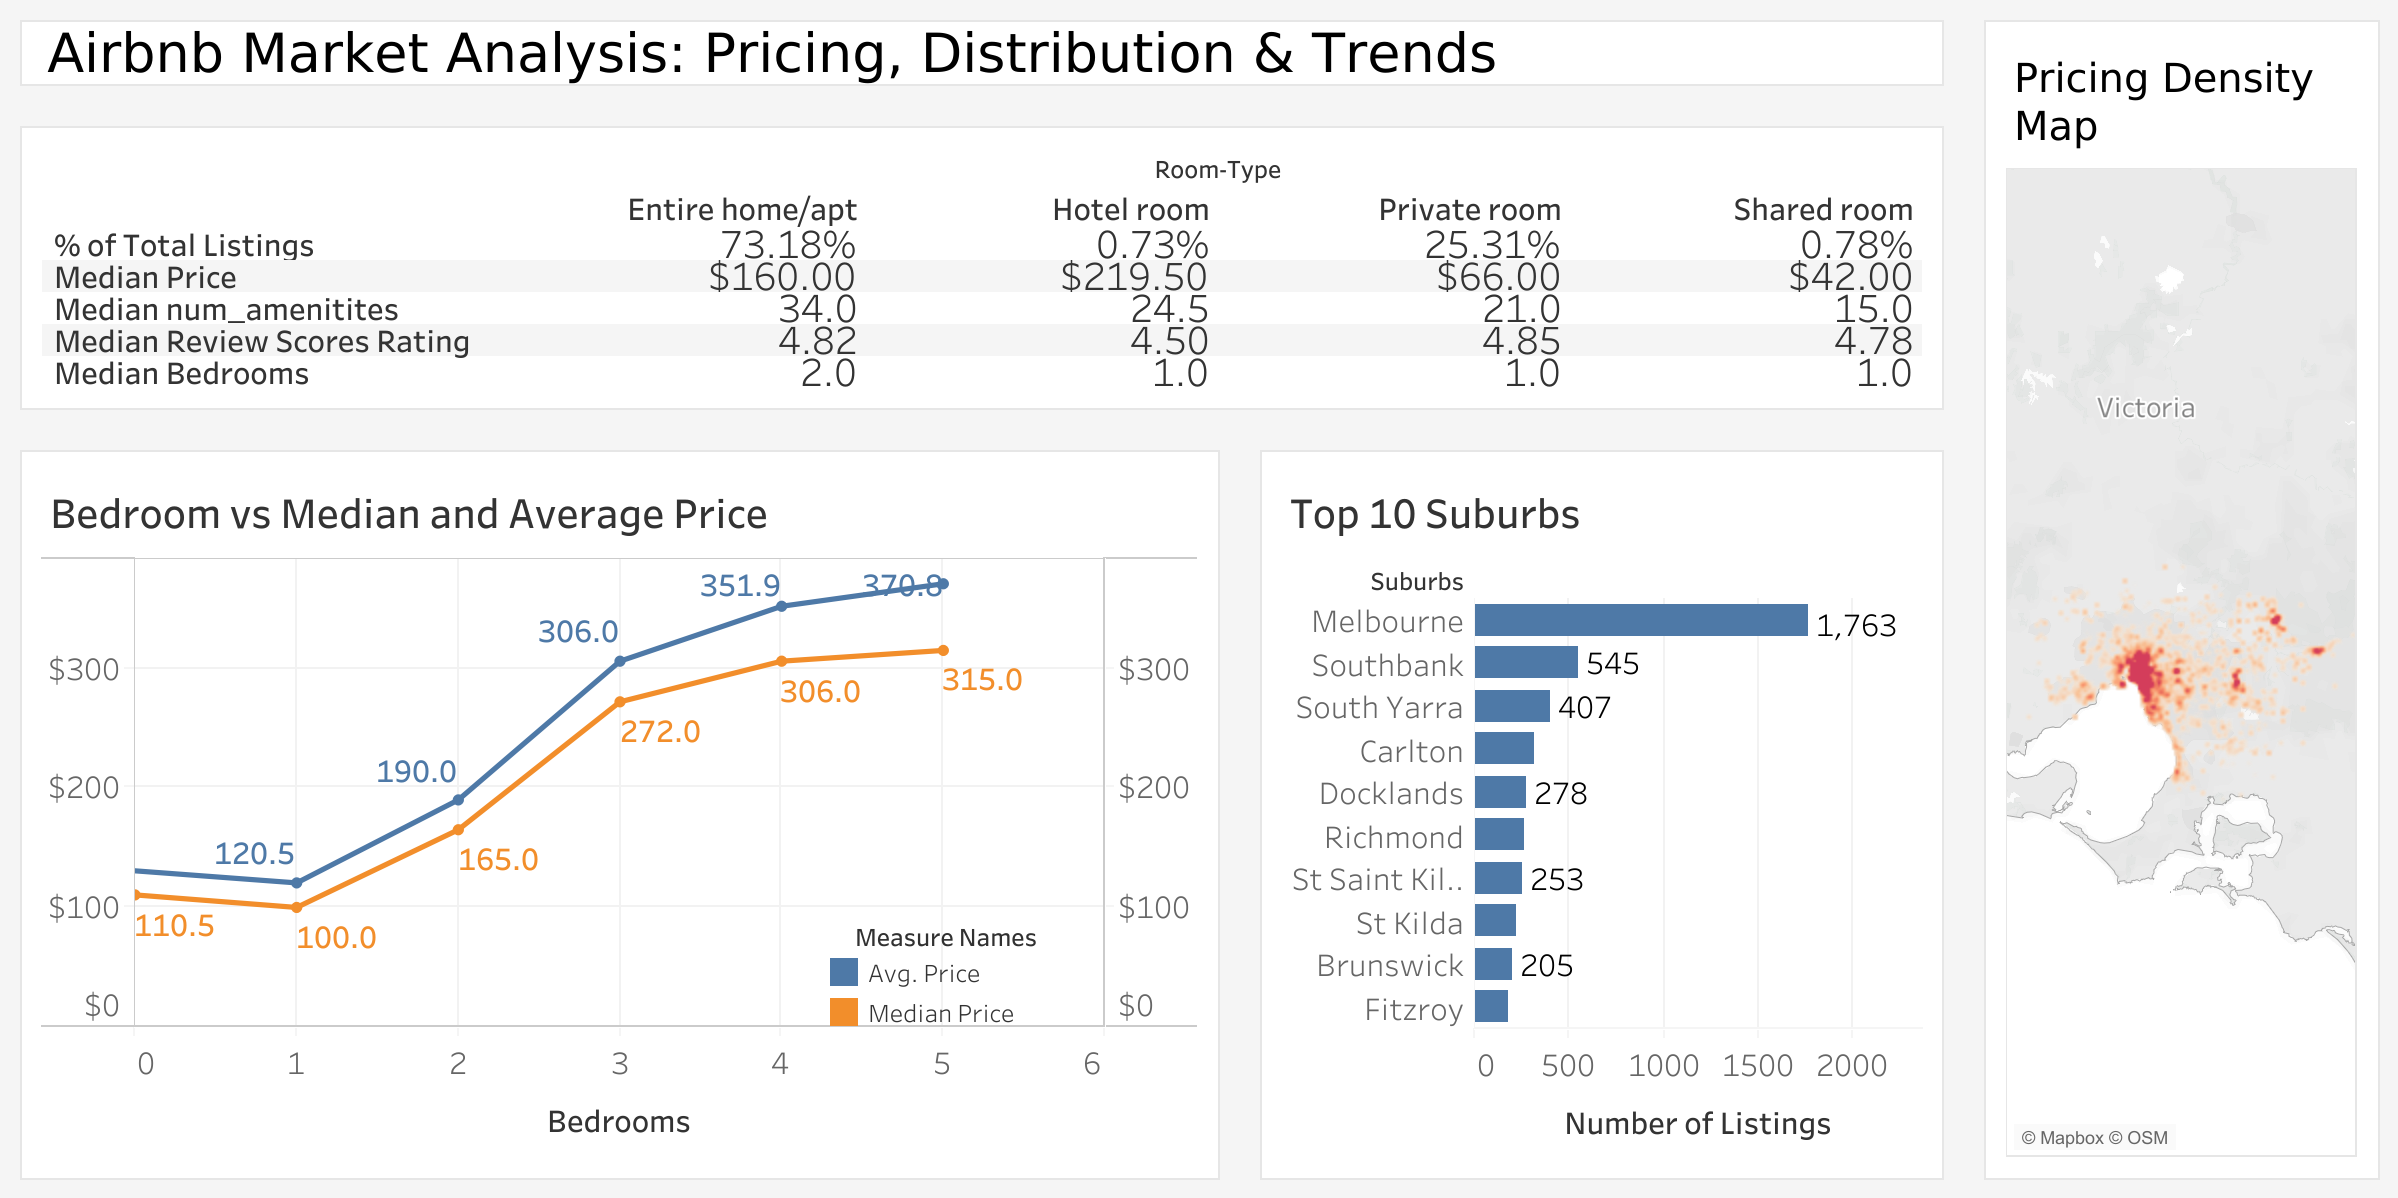 Airbnb Market Analysis: Pricing, Distribution & Trends
Room-Type
Entire home/apt Hotel room Private room Shared room
% of Total Listings 73.18% 0.73% 25.31% 0.78%
Median Price $160.00 $219.50 $66.00 $42.00
Median num_amenitites 34.0 24.5 21.0 15.0
Median Review Scores Rating 4.82 4.50 4.85 4.78
Median Bedrooms 2.0 1.0 1.0 1.0
Bedroom vs Median and Average Price
351.9 370.8
306.0
$300 $300
306.0 315.0
272.0
190.0
$200 $200
120.5 165.0
$100 $100
110.5 100.0
Measure Names
Avg. Price
Median Price
$0 $0
0 1 2 3 4 5 6
Bedrooms
Top 10 Suburbs
Suburbs
Melbourne 1,763
Southbank 545
South Yarra 407
Carlton
Docklands 278
Richmond
St Saint Kil.. 253
St Kilda
Brunswick 205
Fitzroy
0 500 1000 1500 2000
Number of Listings
Pricing Density
Map
Victoria
© Mapbox © OSM